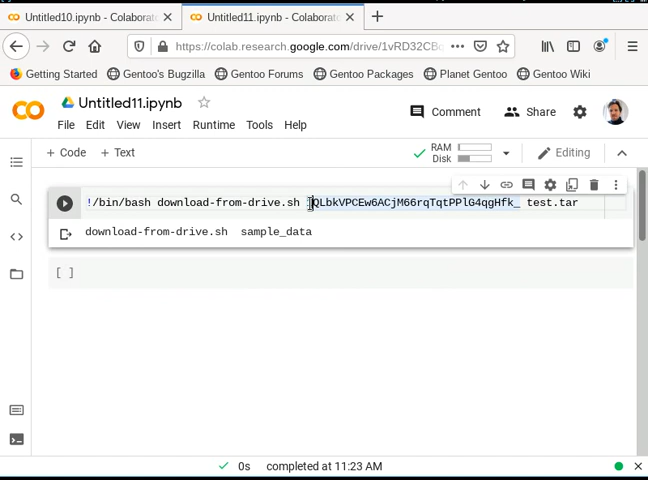 Untitled10.ipynb - Colaborat
Untitled11.ipynb - Colaborat
https://colab.research.google.com/drive/1vRD32CBc
Getting Started
Gentoo's Bugzilla
Gentoo Forums
Gentoo Packages
Planet Gentoo
Gentoo Wiki
Untitled11.ipynb
Comment
Share
File Edit View Insert Runtime Tools Help
+ Code + Text
RAM
Disk
Editing
!/bin/bash download-from-drive.sh QLbkVPCEw6ACjM66rqTqtPPlG4qgHfk_ test.tar
download-from-drive.sh sample_data
[ ]
0s completed at 11:23 AM